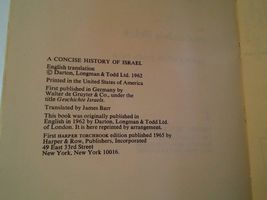 A CONCISE HISTORY OF ISRAEL
English translation
© Darton, Longman & Todd Ltd. 1962
Printed in the United States of America
First published in Germany by
Walter de Gruyter & Co., under the
title Geschichte Israels.
Translated by James Barr
This book was originally published in
English in 1962 by Darton, Longman & Todd Ltd.
of London. It is here reprinted by arrangement.
First HARPER TORCHBOOK edition published 1965 by
Harper & Row, Publishers, Incorporated
49 East 33rd Street
New York, New York 10016.